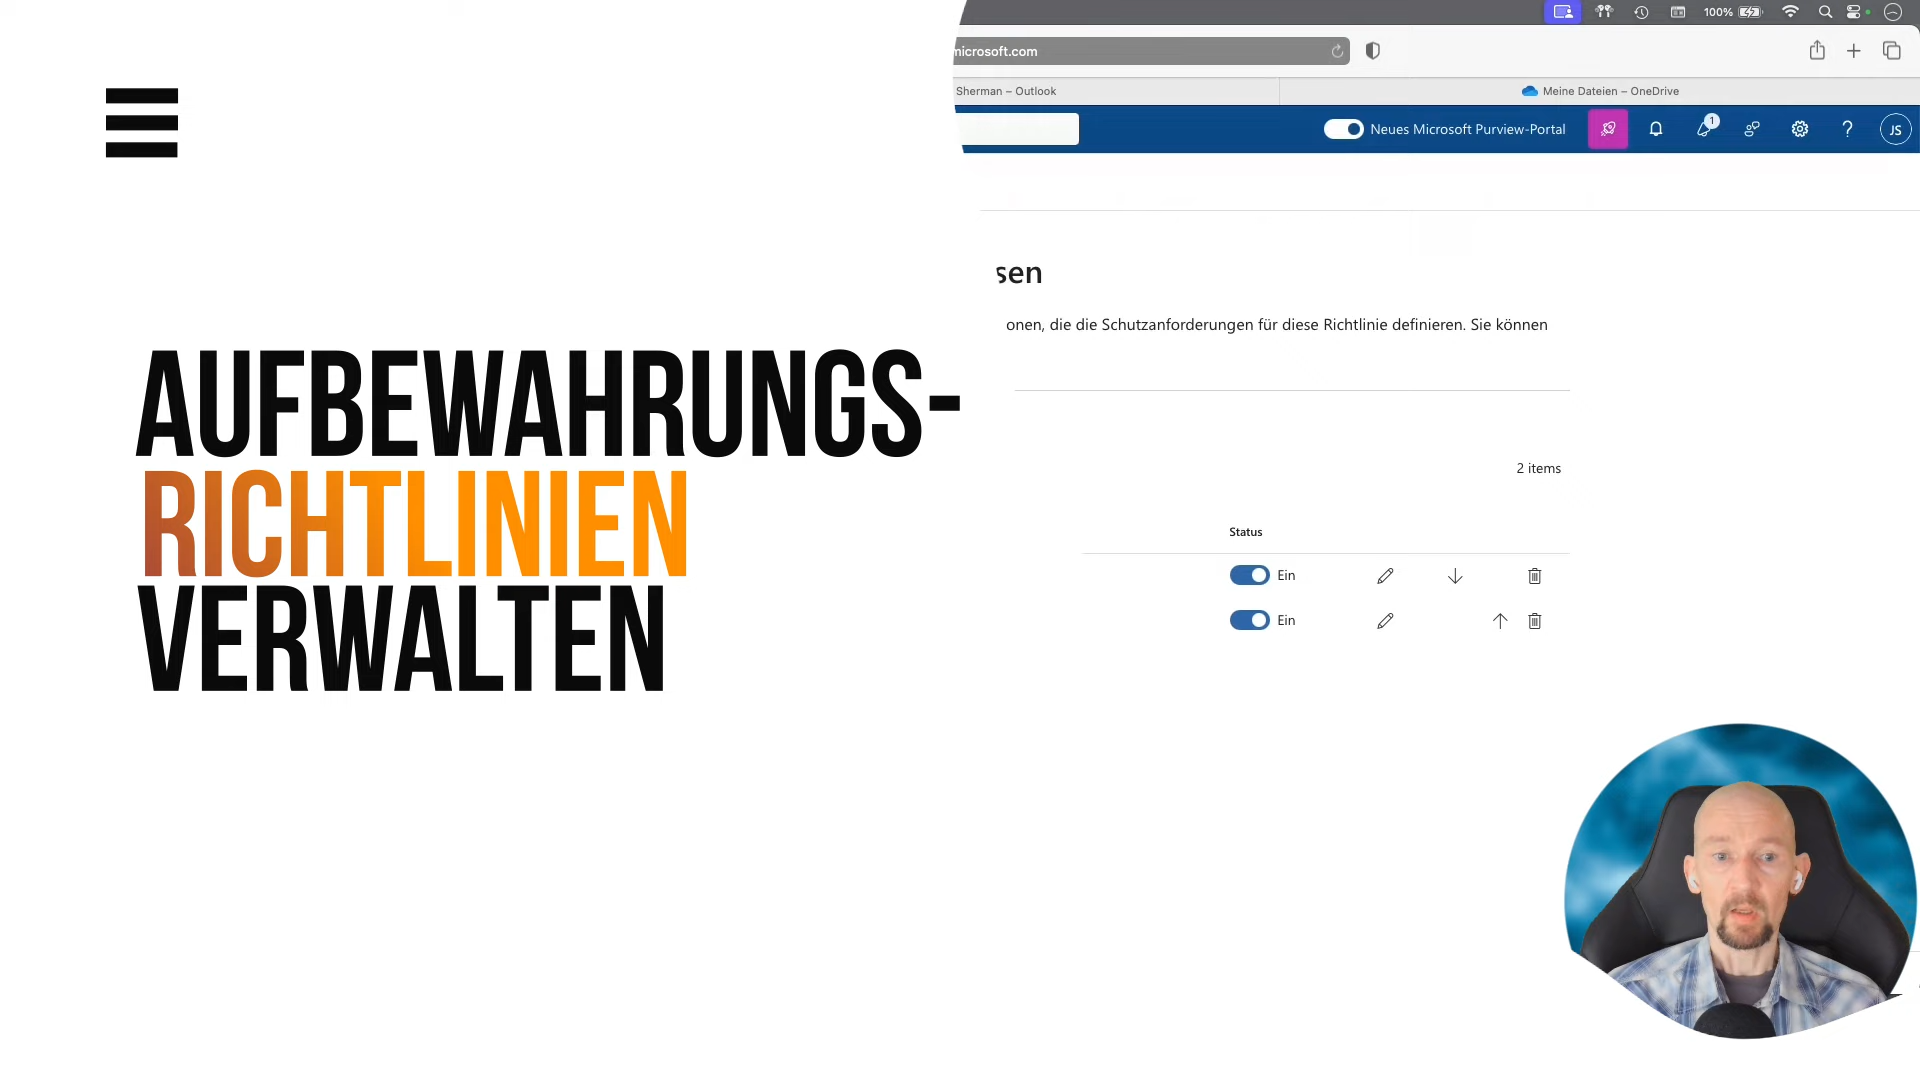 100%
microsoft.com
Sherman – Outlook
Meine Dateien – OneDrive
Neues Microsoft Purview-Portal
1
JS
sen
onen, die die Schutzanforderungen für diese Richtlinie definieren. Sie können
AUFBEWAHRUNGS-
RICHTLINIEN
VERWALTEN
2 items
Status
Ein
Ein